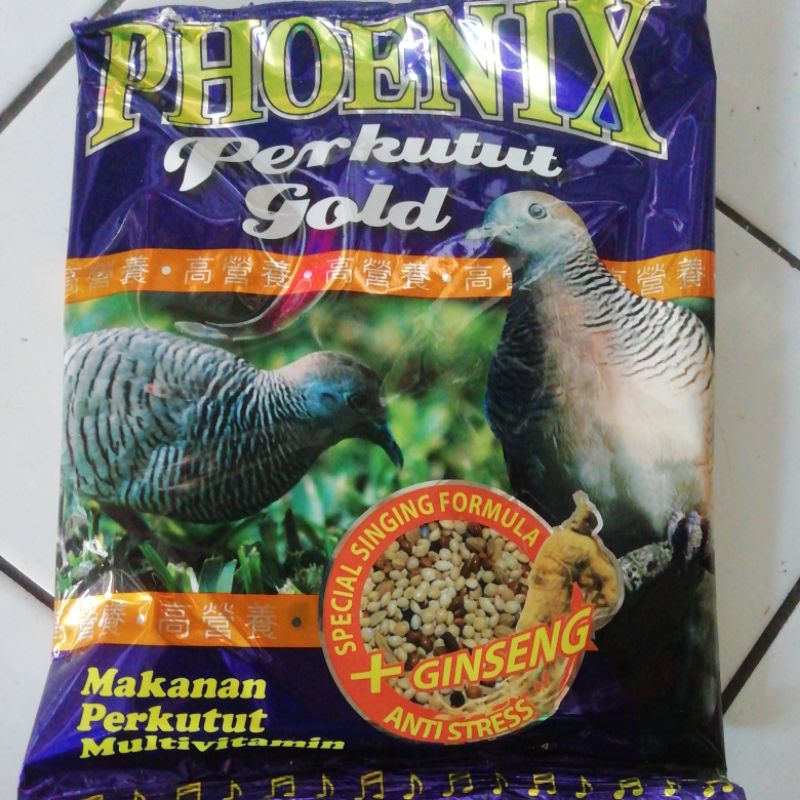 PHOENIX
Perkutut
Gold
營養 · 高營養 · 高營養 · 高 營養
SPECIAL SINGING FORMULA
+ GINSENG
ANTI STRESS
營養 · 高營養 ·
Makanan
Perkutut
Multivitamin